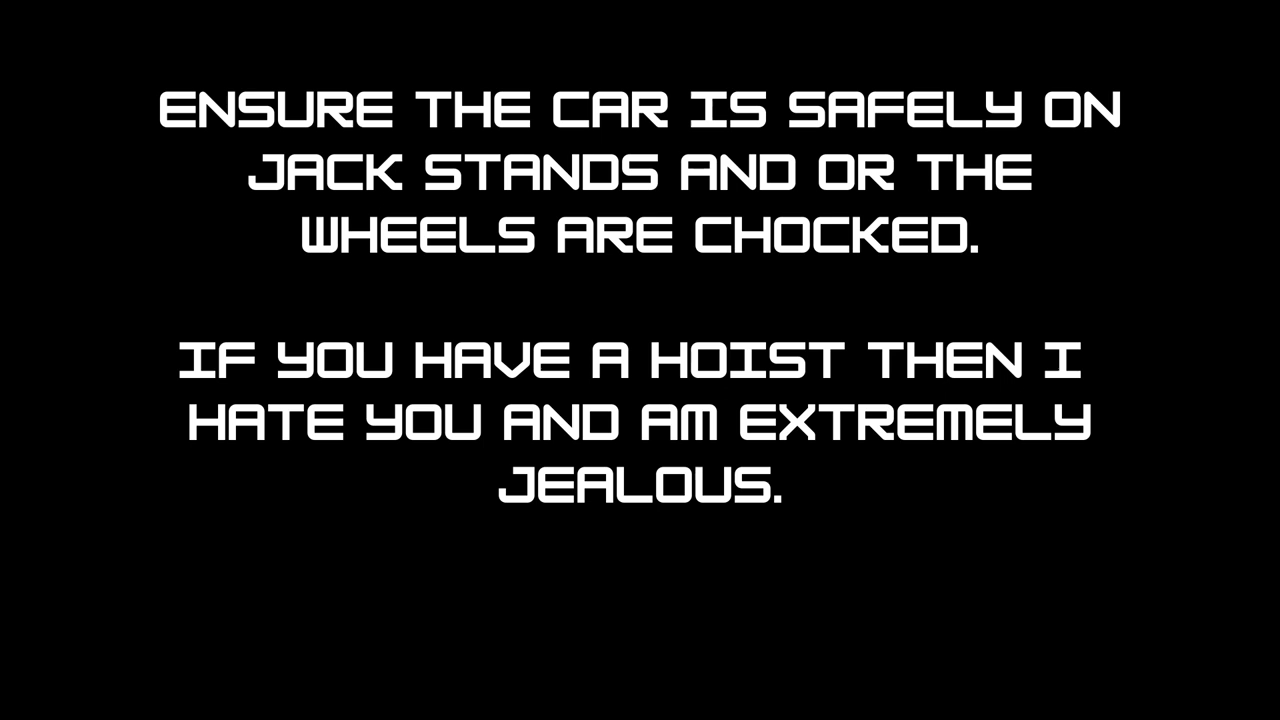 ENSURE THE CAR IS SAFELY ON
JACK STANDS AND OR THE
WHEELS ARE CHOCKED.
IF YOU HAVE A HOIST THEN I
HATE YOU AND AM EXTREMELY
JEALOUS.